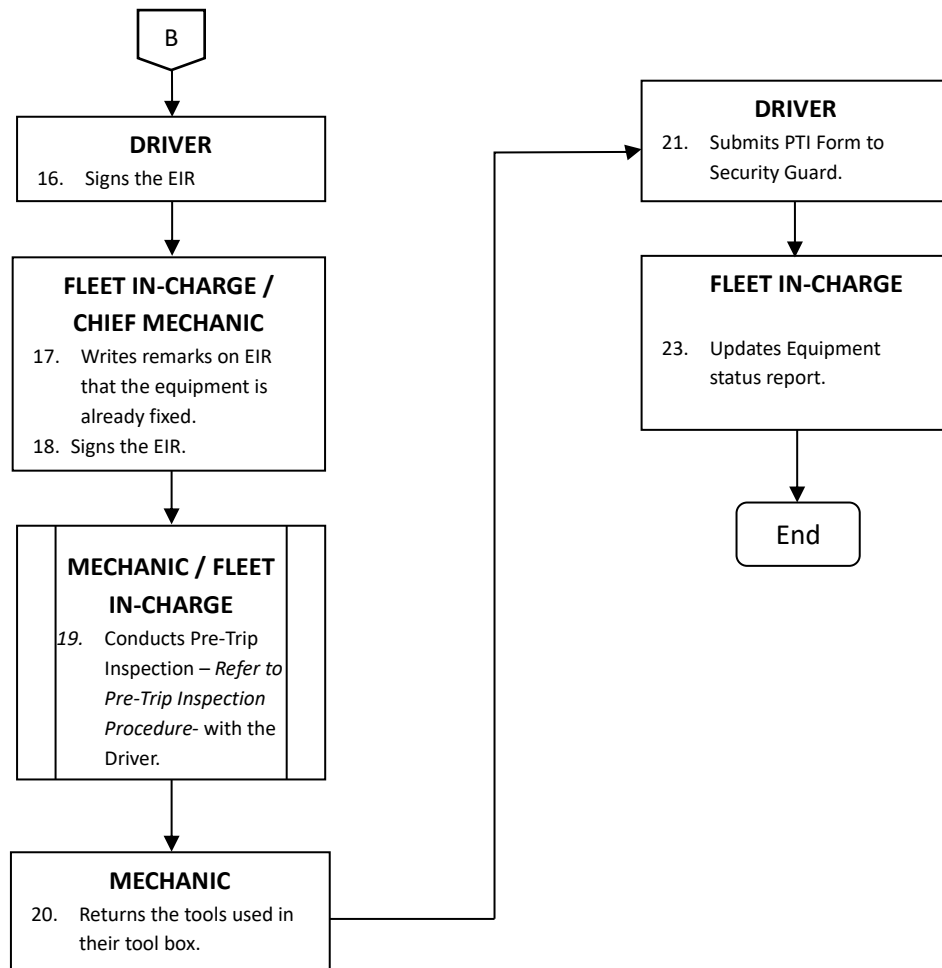 B
DRIVER
16. Signs the EIR
FLEET IN-CHARGE /
CHIEF MECHANIC
17. Writes remarks on EIR
that the equipment is
already fixed.
18. Signs the EIR.
MECHANIC / FLEET
IN-CHARGE
19. Conducts Pre-Trip
Inspection – Refer to
Pre-Trip Inspection
Procedure- with the
Driver.
MECHANIC
20. Returns the tools used in
their tool box.
DRIVER
21. Submits PTI Form to
Security Guard.
FLEET IN-CHARGE
23. Updates Equipment
status report.
End